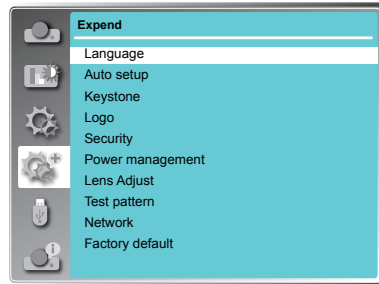 Expend
Language
Auto setup
Keystone
Logo
Security
Power management
Lens Adjust
Test pattern
Network
Factory default